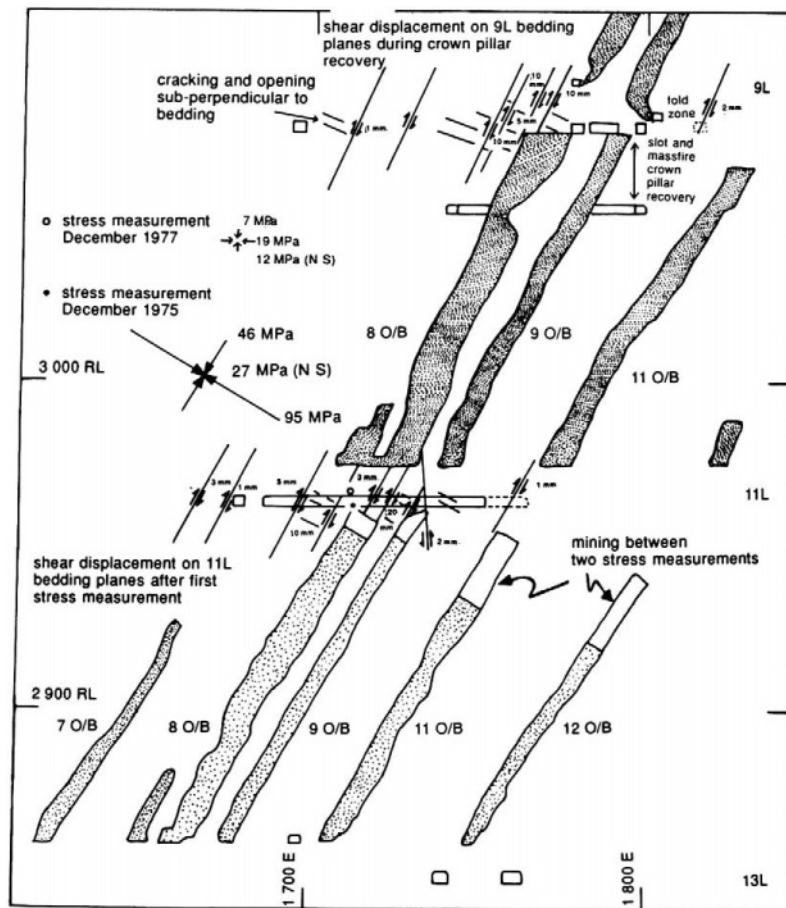 shear displacement on 9L bedding
planes during crown pillar
recovery
cracking and opening
sub-perpendicular to
bedding
9L
10
mm
10 mm
2 mm
5 mm
1 mm
10 mm
fold
zone
slot and
massfire
crown
pillar
recovery
stress measurement
December 1977
7 MPa
19 MPa
12 MPa (N S)
stress measurement
December 1975
46 MPa
27 MPa (N S)
95 MPa
8 O/B
9 O/B
11 O/B
3 000 RL
11L
3 mm
1 mm
5 mm
3 mm
1 mm
10 mm
20
mm
2 mm
shear displacement on 11L
bedding planes after first
stress measurement
mining between
two stress measurements
2 900 RL
7 O/B
8 O/B
9 O/B
11 O/B
12 O/B
1 700 E
1 800 E
13L